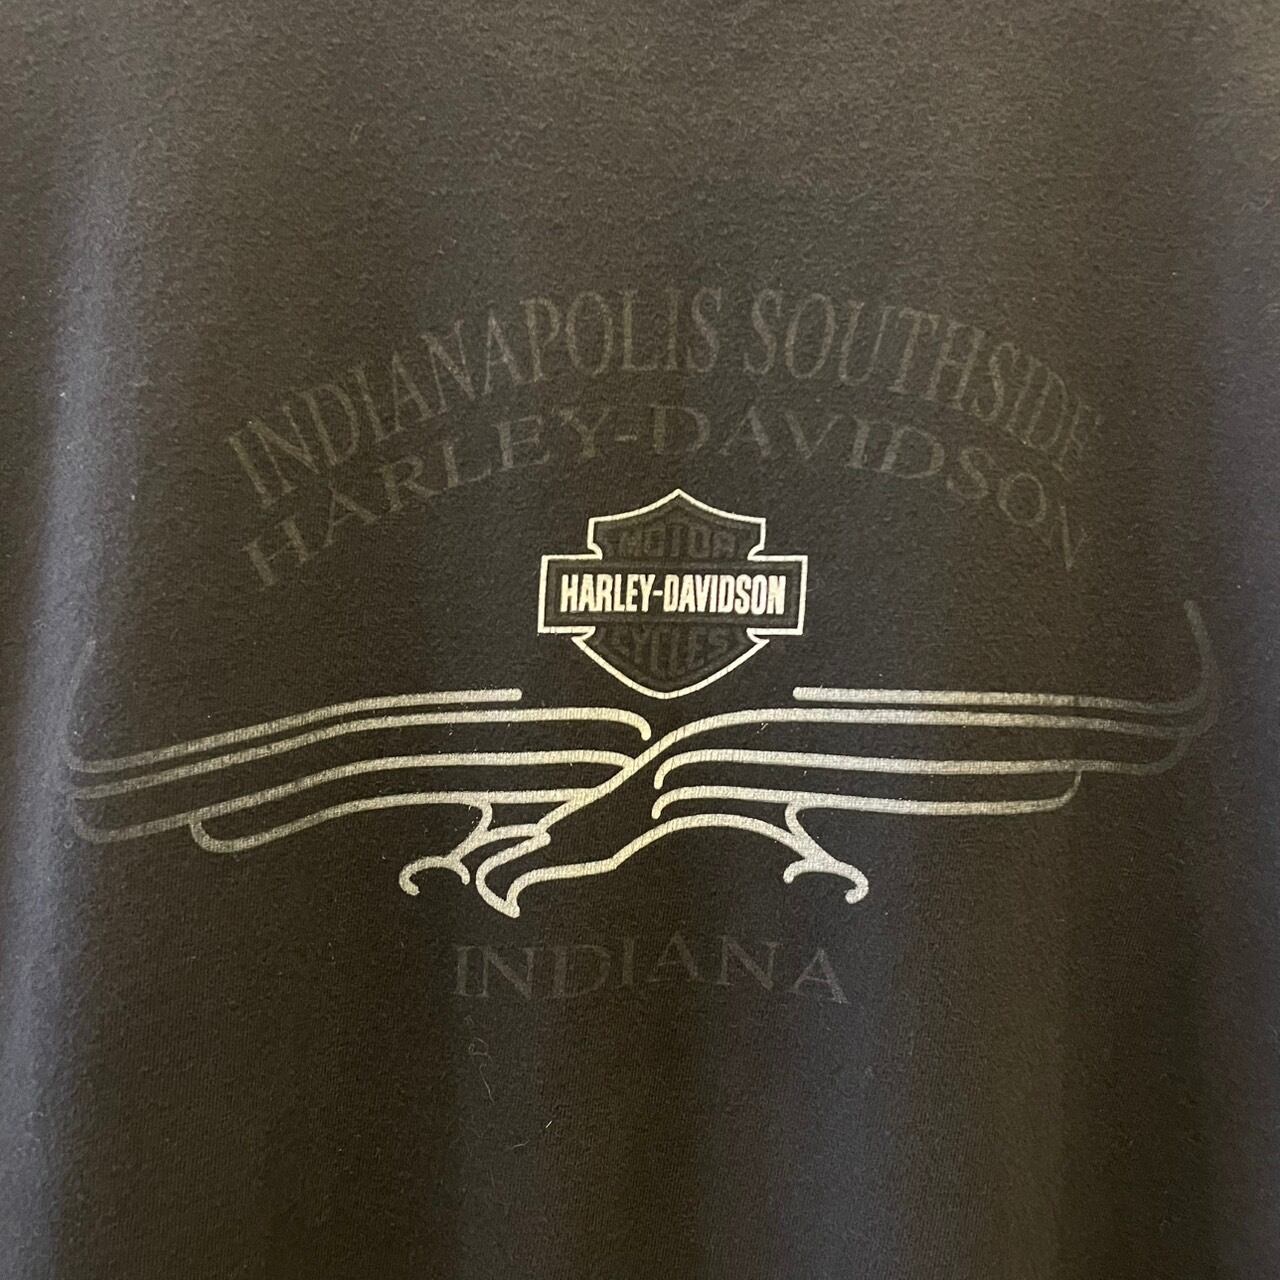 INDIANAPOLIS SOUTHSIDE
HARLEY-DAVIDSON
MOTOR
HARLEY-DAVIDSON
CYCLES
INDIANA